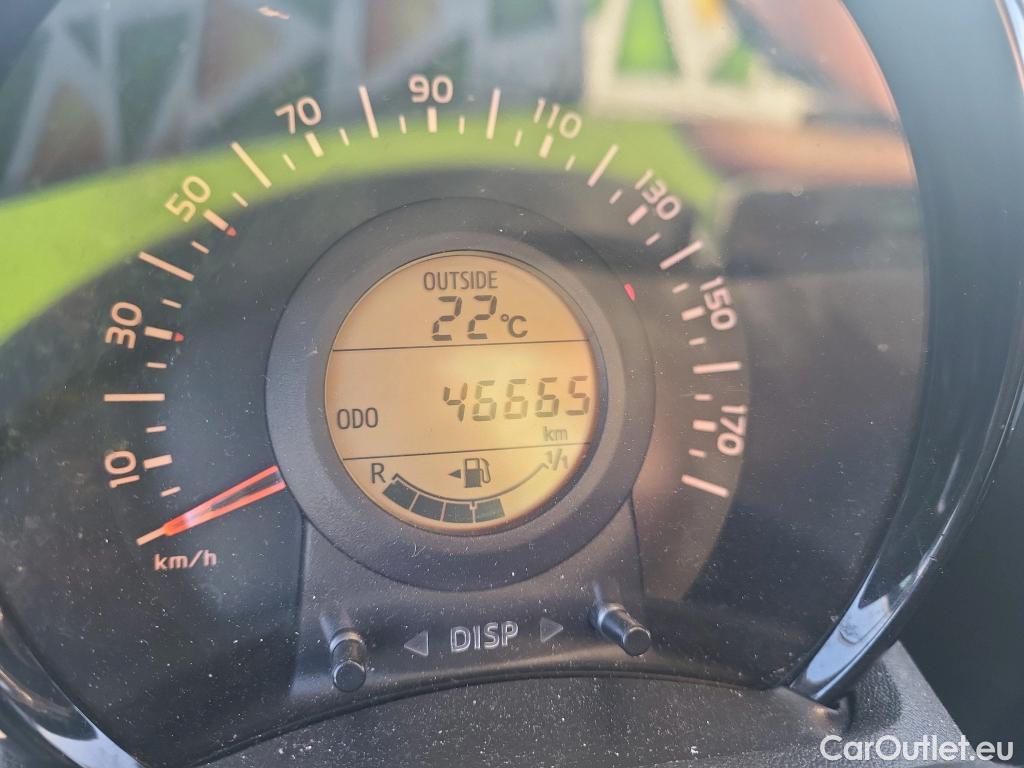 10
30
50
70
90
110
130
150
170
km/h
OUTSIDE
22°C
ODO 46665
km
R 1/1
DISP
CarOutlet.eu